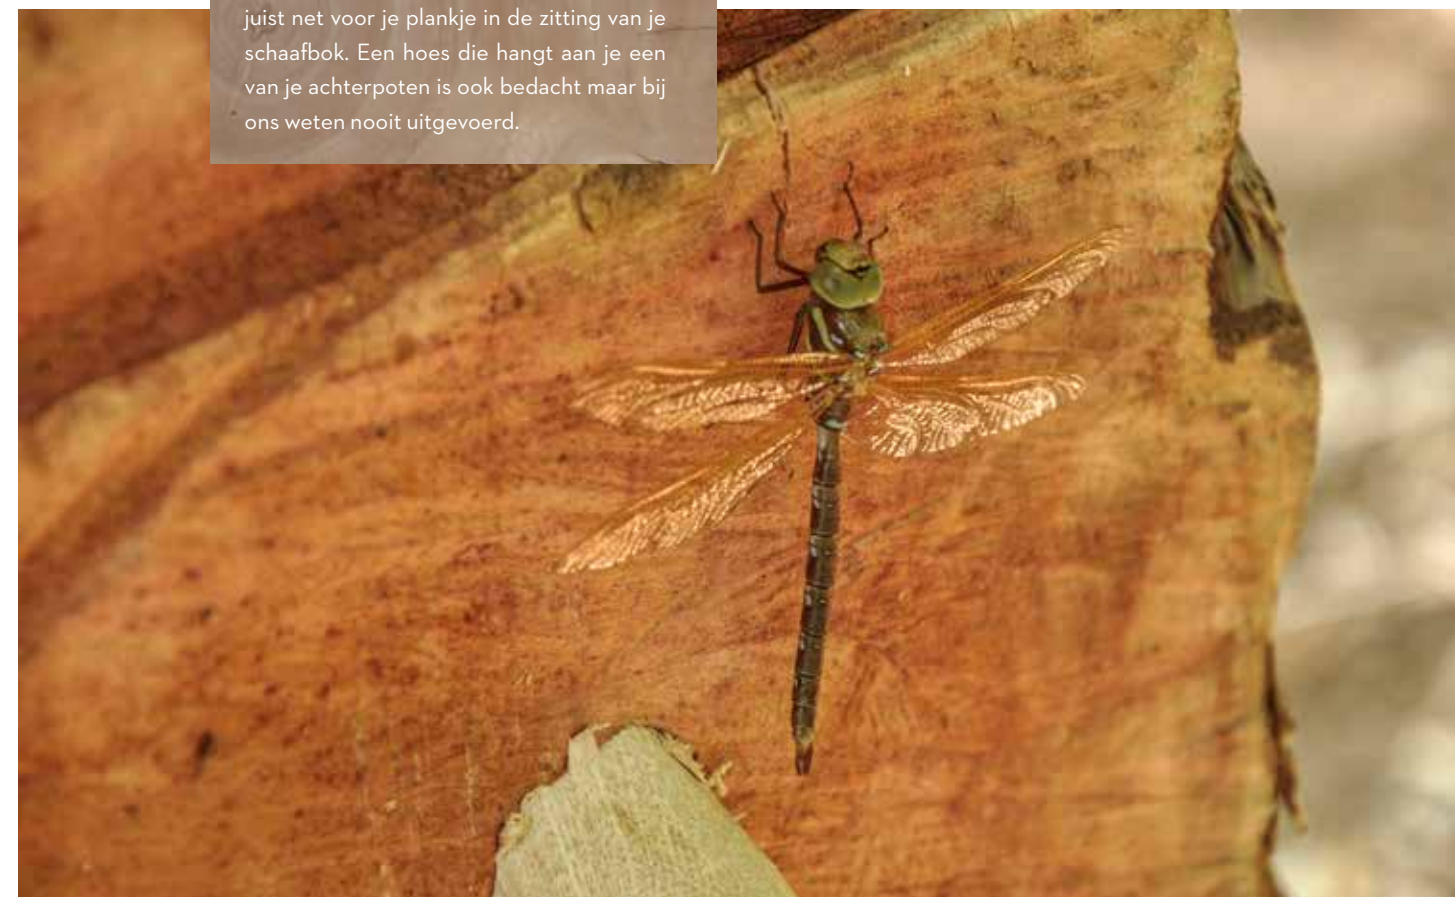 juist net voor je plankje in de zitting van je
schaafbok. Een hoes die hangt aan je een
van je achterpoten is ook bedacht maar bij
ons weten nooit uitgevoerd.